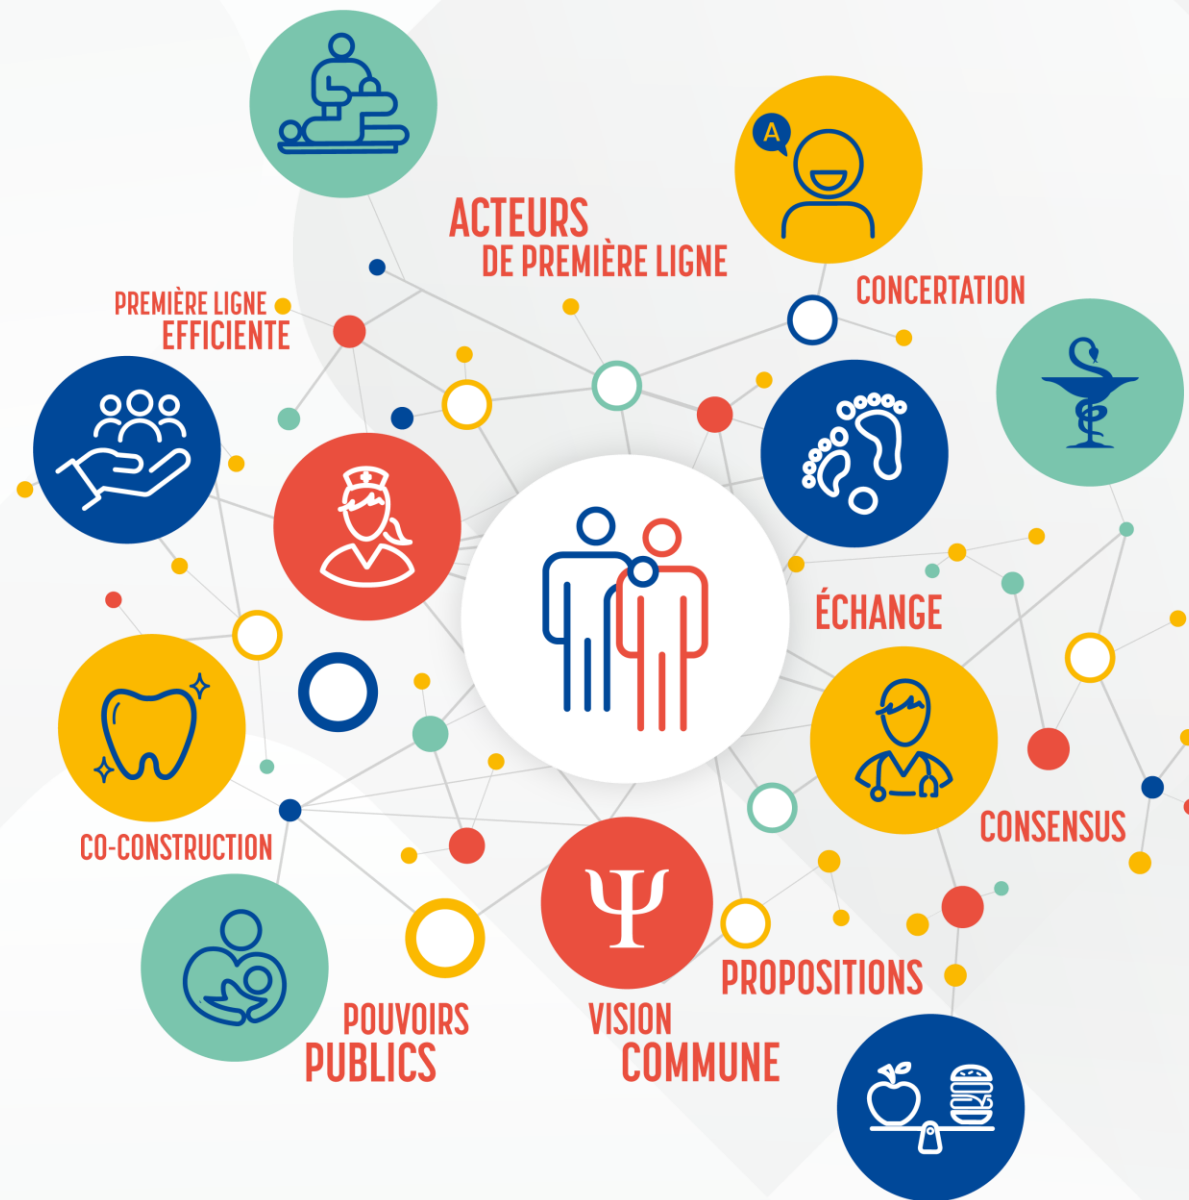 A
ACTEURS
DE PREMIÈRE LIGNE
CONCERTATION
PREMIÈRE LIGNE
EFFICIENTE
ÉCHANGE
CONSENSUS
CO-CONSTRUCTION
Ψ
PROPOSITIONS
POUVOIRS
PUBLICS
VISION
COMMUNE